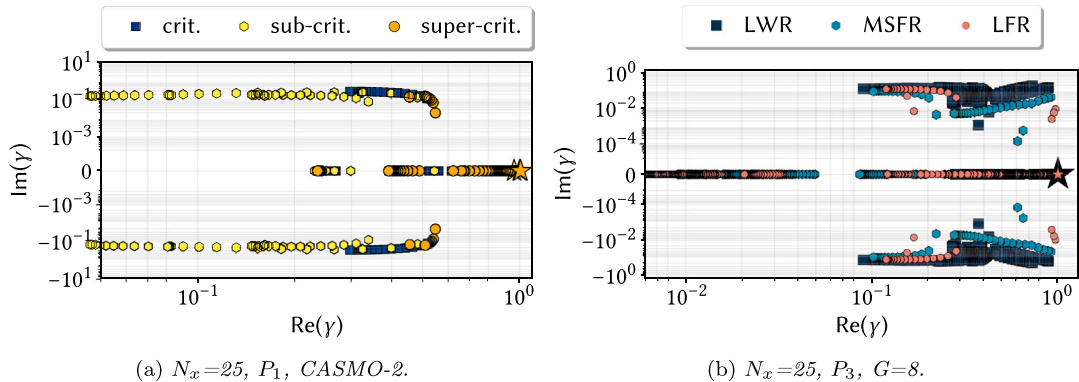 crit. sub-crit. super-crit.
10^1
10^-1
10^-3
0
−10^-3
−10^-1
−10^1
Im(γ)
10^-1
10^0
Re(γ)
(a) N_x=25, P_1, CASMO-2.
LWR MSFR LFR
10^0
10^-2
10^-4
0
−10^-4
−10^-2
−10^0
Im(γ)
10^-2
10^-1
10^0
Re(γ)
(b) N_x=25, P_3, G=8.